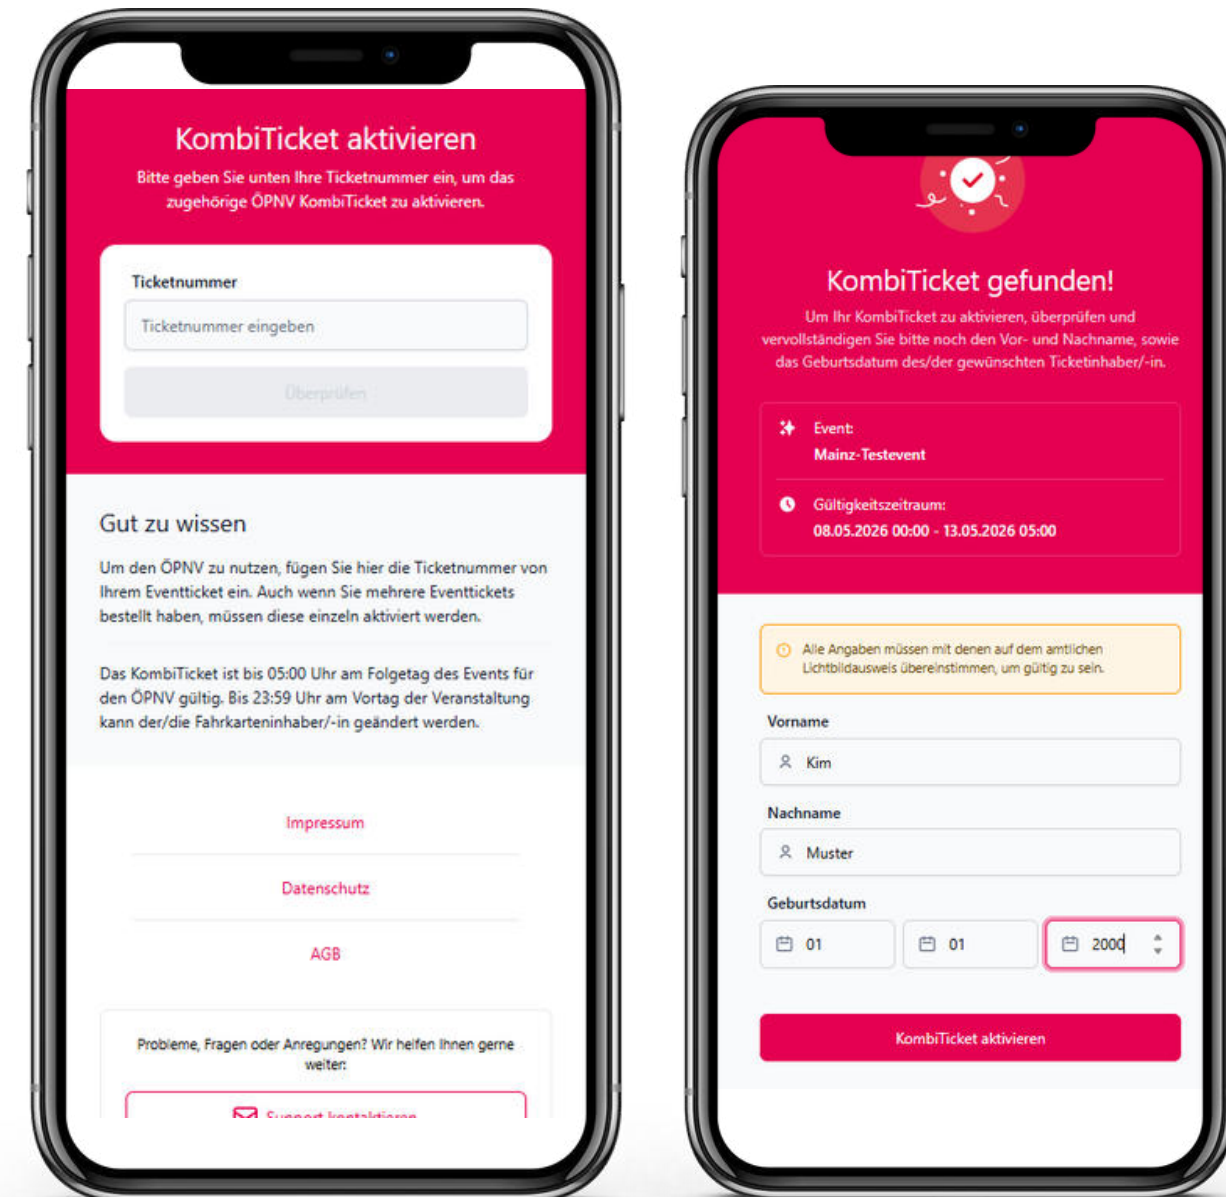 KombiTicket aktivieren
Bitte geben Sie unten Ihre Ticketnummer ein, um das
zugehörige ÖPNV KombiTicket zu aktivieren.
Ticketnummer
Ticketnummer eingeben
Überprüfen
Gut zu wissen
Um den ÖPNV zu nutzen, fügen Sie hier die Ticketnummer von
Ihrem Eventticket ein. Auch wenn Sie mehrere Eventtickets
bestellt haben, müssen diese einzeln aktiviert werden.
Das KombiTicket ist bis 05:00 Uhr am Folgetag des Events für
den ÖPNV gültig. Bis 23:59 Uhr am Vortag der Veranstaltung
kann der/die Fahrkarteninhaber/-in geändert werden.
Impressum
Datenschutz
AGB
Probleme, Fragen oder Anregungen? Wir helfen Ihnen gerne
weiter:
Support kontaktieren
KombiTicket gefunden!
Um Ihr KombiTicket zu aktivieren, überprüfen und
vervollständigen Sie bitte noch den Vor- und Nachname, sowie
das Geburtsdatum des/der gewünschten Ticketinhaber/-in.
Event:
Mainz-Testevent
Gültigkeitszeitraum:
08.05.2026 00:00 - 13.05.2026 05:00
Alle Angaben müssen mit denen auf dem amtlichen
Lichtbildausweis übereinstimmen, um gültig zu sein.
Vorname
Kim
Nachname
Muster
Geburtsdatum
01 01 2000
KombiTicket aktivieren